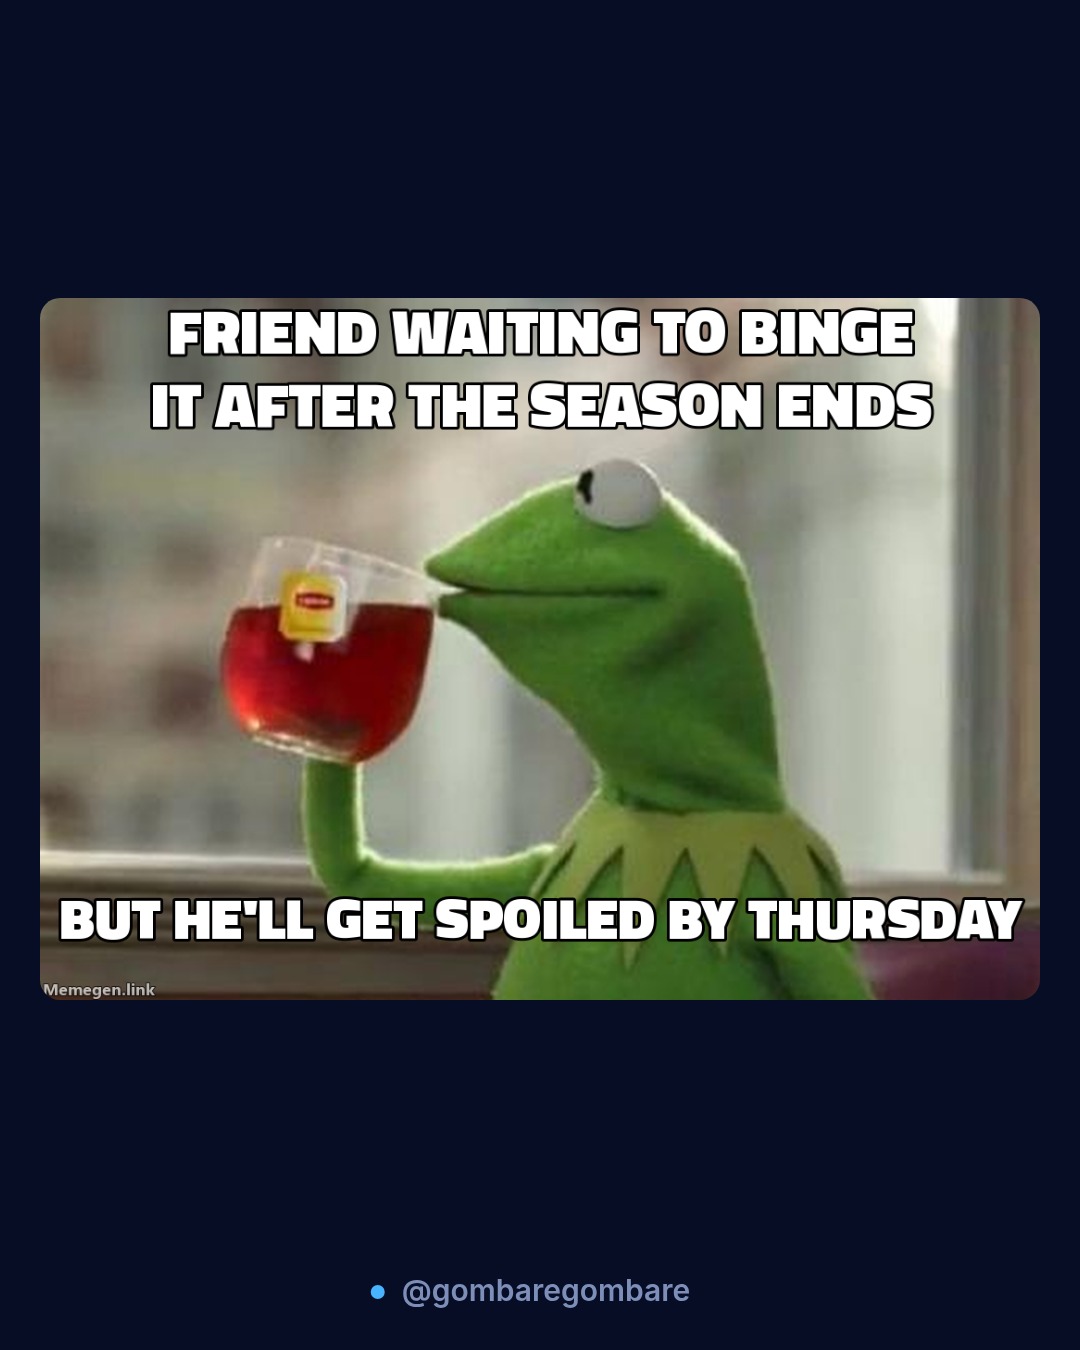 FRIEND WAITING TO BINGE
IT AFTER THE SEASON ENDS
BUT HE'LL GET SPOILED BY THURSDAY
Memegen.link
@gombaregombare